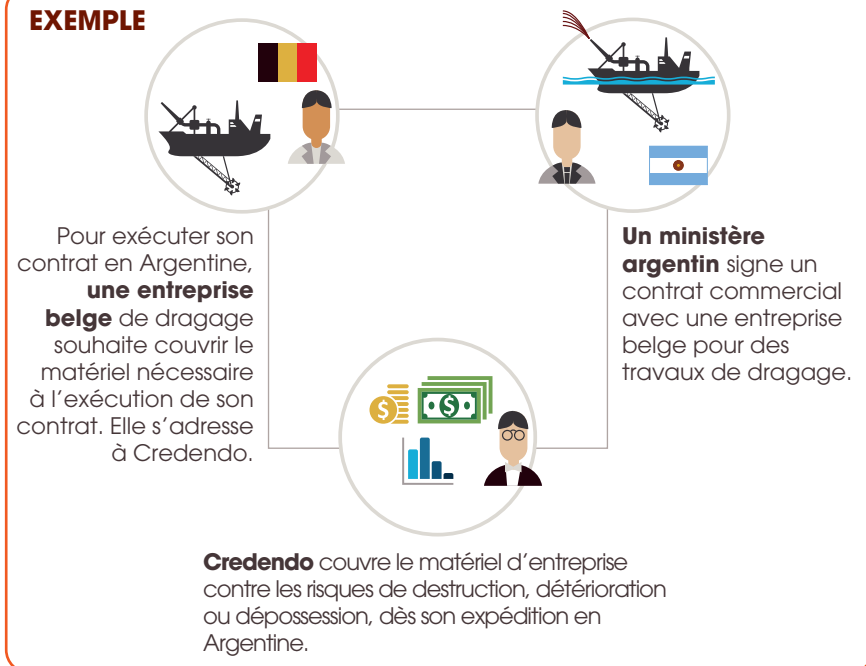 EXEMPLE
Pour exécuter son
contrat en Argentine,
une entreprise
belge de dragage
souhaite couvrir le
matériel nécessaire
à l’exécution de son
contrat. Elle s’adresse
à Credendo.
Un ministère
argentin signe un
contrat commercial
avec une entreprise
belge pour des
travaux de dragage.
$ $
Credendo couvre le matériel d’entreprise
contre les risques de destruction, détérioration
ou dépossession, dès son expédition en
Argentine.